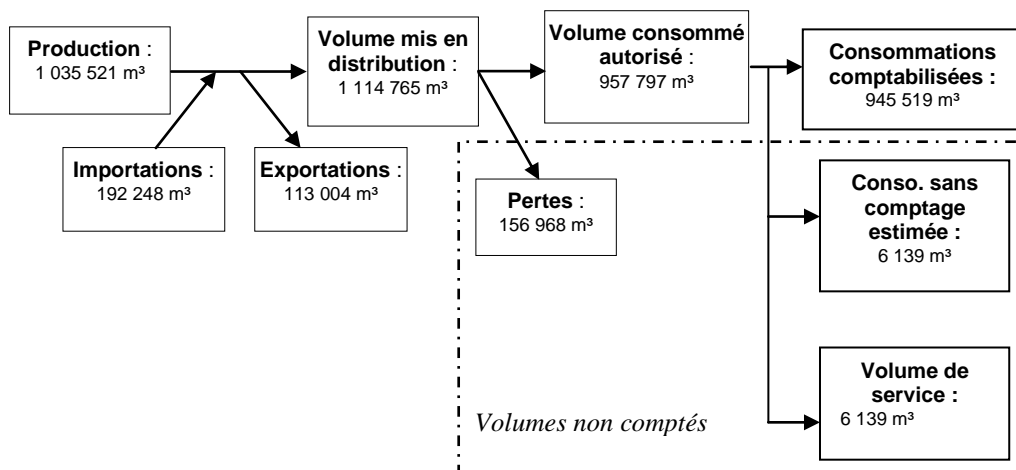 Production :
1 035 521 m³
Volume mis en
distribution :
1 114 765 m³
Volume consommé
autorisé :
957 797 m³
Consommations
comptabilisées :
945 519 m³
Importations :
192 248 m³
Exportations :
113 004 m³
Pertes :
156 968 m³
Conso. sans
comptage
estimée :
6 139 m³
Volume de
service :
6 139 m³
Volumes non comptés